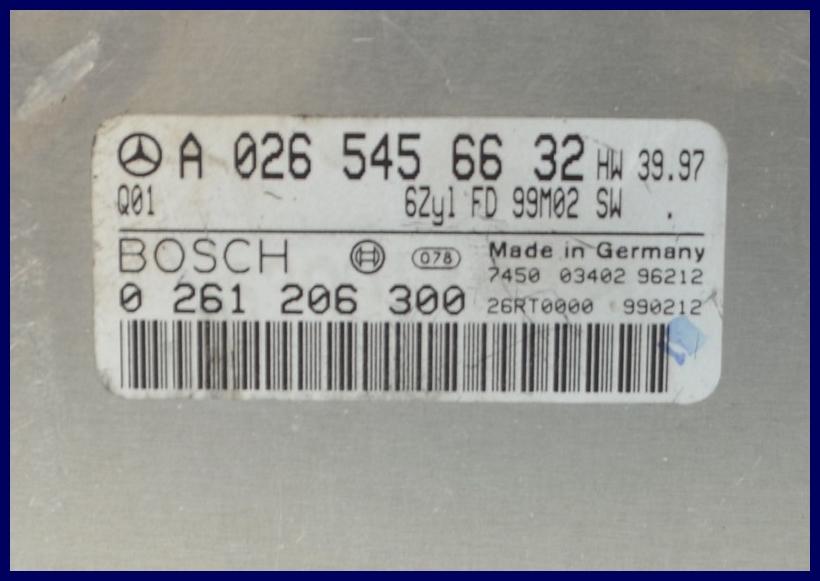 A 026 545 66 32 HW 39.97
Q01 6Zyl FD 99M02 SW .
BOSCH 078 Made in Germany
7450 03402 96212
0 261 206 300 26RT0000 990212